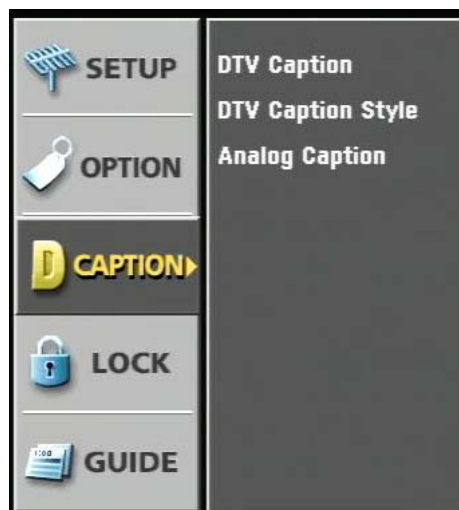 SETUP
OPTION
D CAPTION
LOCK
GUIDE
DTV Caption
DTV Caption Style
Analog Caption